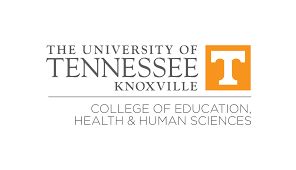 THE UNIVERSITY OF
TENNESSEE
KNOXVILLE
T
COLLEGE OF EDUCATION,
HEALTH & HUMAN SCIENCES